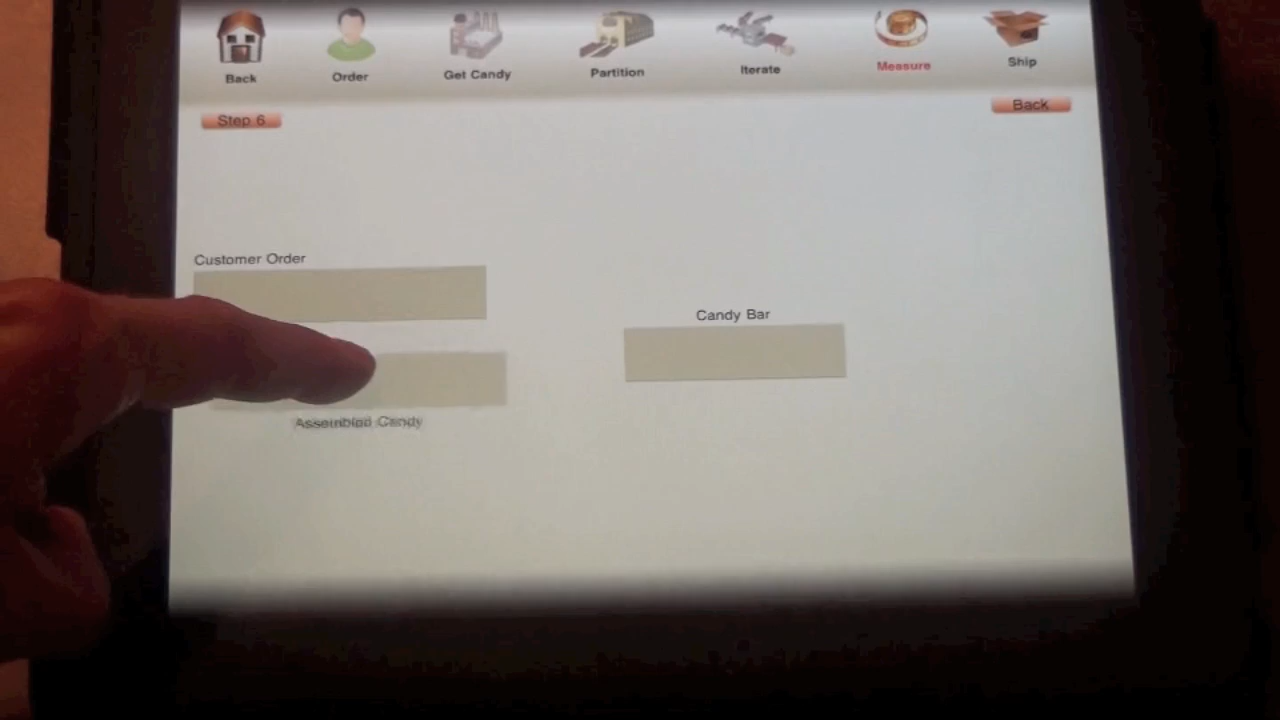 Back
Order
Get Candy
Partition
Iterate
Measure
Ship
Step 6
Back
Customer Order
Candy Bar
Assembled Candy